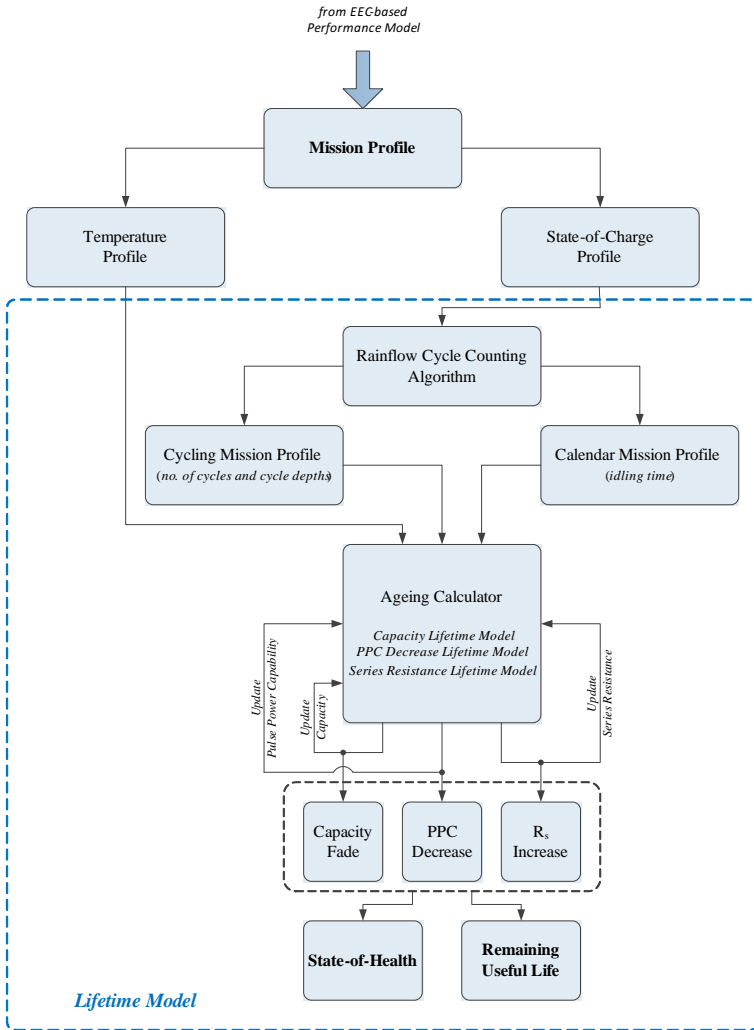 from EEC-based
Performance Model
Mission Profile
Temperature
Profile
State-of-Charge
Profile
Rainflow Cycle Counting
Algorithm
Cycling Mission Profile
(no. of cycles and cycle depths)
Calendar Mission Profile
(idling time)
Ageing Calculator
Capacity Lifetime Model
PPC Decrease Lifetime Model
Series Resistance Lifetime Model
Update
Pulse Power Capability
Update
Capacity
Update
Series Resistance
Capacity
Fade
PPC
Decrease
Rs
Increase
State-of-Health
Remaining
Useful Life
Lifetime Model